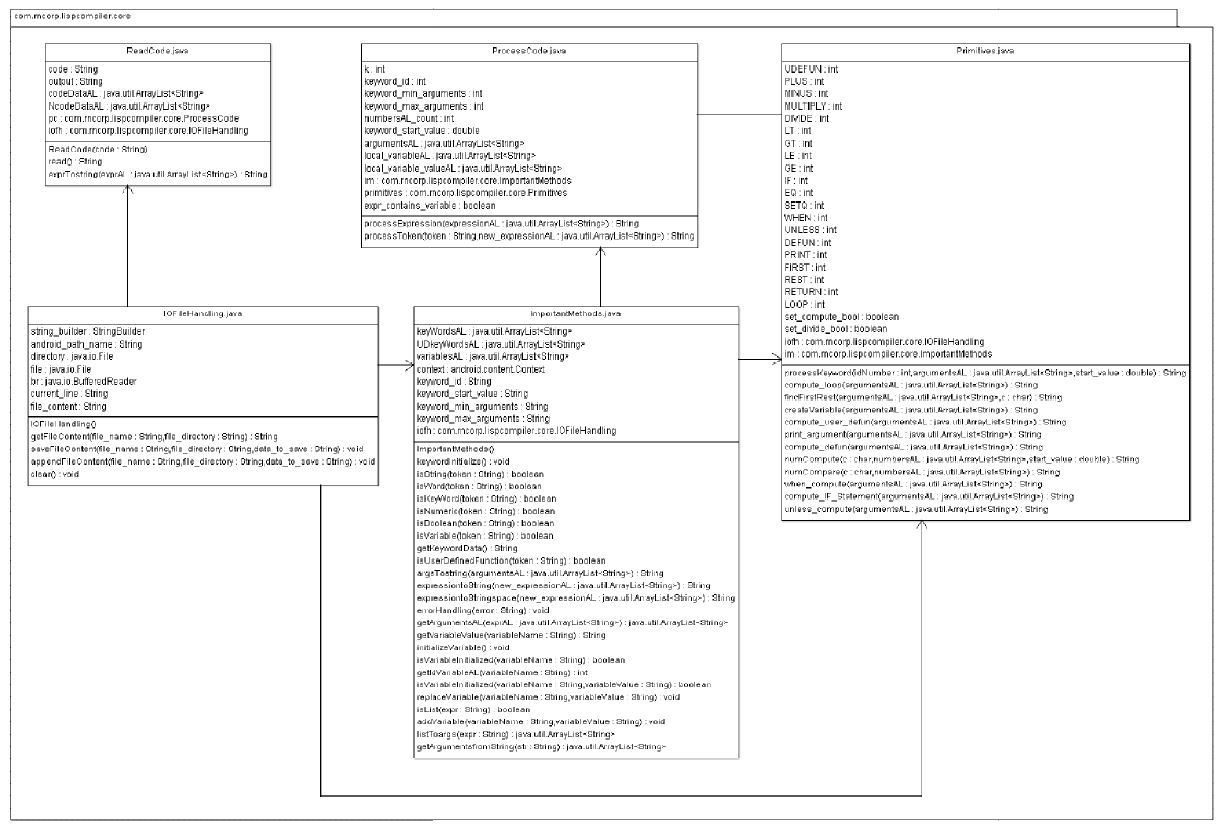 com.mcorp.lispcompiler.core
ReadCode.java
code : String
output : String
codeDataAL : java.util.ArrayList<String>
NcodeDataAL : java.util.ArrayList<String>
pc : com.mcorp.lispcompiler.core.ProcessCode
iofh : com.mcorp.lispcompiler.core.IOFileHandling
ReadCode(code : String)
read() : String
exprTostring(exprAL : java.util.ArrayList<String>) : String
ProcessCode.java
k : int
keyword_id : int
keyword_min_arguments : int
keyword_max_arguments : int
numbersAL_count : int
keyword_start_value : double
argumentsAL : java.util.ArrayList<String>
local_variableAL : java.util.ArrayList<String>
local_variable_valueAL : java.util.ArrayList<String>
im : com.mcorp.lispcompiler.core.ImportantMethods
primitives : com.mcorp.lispcompiler.core.Primitives
expr_contains_variable : boolean
processExpression(expressionAL : java.util.ArrayList<String>) : String
processToken(token : String,new_expressionAL : java.util.ArrayList<String>) : String
Primitives.java
UDEFUN : int
PLUS : int
MINUS : int
MULTIPLY : int
DIVIDE : int
LT : int
GT : int
LE : int
GE : int
IF : int
EQ : int
SETQ : int
WHEN : int
UNLESS : int
DEFUN : int
PRINT : int
FIRST : int
REST : int
RETURN : int
LOOP : int
set_compute_bool : boolean
set_divide_bool : boolean
iofh : com.mcorp.lispcompiler.core.IOFileHandling
im : com.mcorp.lispcompiler.core.ImportantMethods
processKeyword(idNumber : int,argumentsAL : java.util.ArrayList<String>,start_value : double) : String
compute_loop(argumentsAL : java.util.ArrayList<String>) : String
findFirstRest(argumentsAL : java.util.ArrayList<String>,c : char) : String
createVariable(argumentsAL : java.util.ArrayList<String>) : String
compute_user_defun(argumentsAL : java.util.ArrayList<String>) : String
print_argument(argumentsAL : java.util.ArrayList<String>) : String
compute_defun(argumentsAL : java.util.ArrayList<String>) : String
numCompute(c : char,numbersAL : java.util.ArrayList<String>,start_value : double) : String
numCompare(c : char,numbersAL : java.util.ArrayList<String>) : String
when_compute(argumentsAL : java.util.ArrayList<String>) : String
compute_IF_Statement(argumentsAL : java.util.ArrayList<String>) : String
unless_compute(argumentsAL : java.util.ArrayList<String>) : String
IOFileHandling.java
string_builder : StringBuilder
android_path_name : String
directory : java.io.File
file : java.io.File
br : java.io.BufferedReader
current_line : String
file_content : String
IOFileHandling()
getFileContent(file_name : String,file_directory : String) : String
saveFileContent(file_name : String,file_directory : String,data_to_save : String) : void
appendFileContent(file_name : String,file_directory : String,data_to_save : String) : void
clear() : void
ImportantMethods.java
keyWordsAL : java.util.ArrayList<String>
UDkeyWordsAL : java.util.ArrayList<String>
variablesAL : java.util.ArrayList<String>
context : android.content.Context
keyword_id : String
keyword_start_value : String
keyword_min_arguments : String
keyword_max_arguments : String
iofh : com.mcorp.lispcompiler.core.IOFileHandling
ImportantMethods()
keywordinitialize() : void
isString(token : String) : boolean
isWord(token : String) : boolean
isKeyWord(token : String) : boolean
isNumeric(token : String) : boolean
isBoolean(token : String) : boolean
isVariable(token : String) : boolean
getKeywordData() : String
isUserDefinedFunction(token : String) : boolean
argsTostring(argumentsAL : java.util.ArrayList<String>) : String
expressiontoString(new_expressionAL : java.util.ArrayList<String>) : String
expressiontoStringspace(new_expressionAL : java.util.ArrayList<String>) : String
errorHandling(error : String) : void
getArgumentsAL(exprAL : java.util.ArrayList<String>) : java.util.ArrayList<String>
getVariableValue(variableName : String) : String
initializeVariable() : void
isVariableInitialized(variableName : String) : boolean
getIdVariableAL(variableName : String) : int
isVariableInitialized(variableName : String,variableValue : String) : boolean
replaceVariable(variableName : String,variableValue : String) : void
isList(expr : String) : boolean
addVariable(variableName : String,variableValue : String) : void
listToargs(expr : String) : java.util.ArrayList<String>
getArgumentsfromString(str : String) : java.util.ArrayList<String>